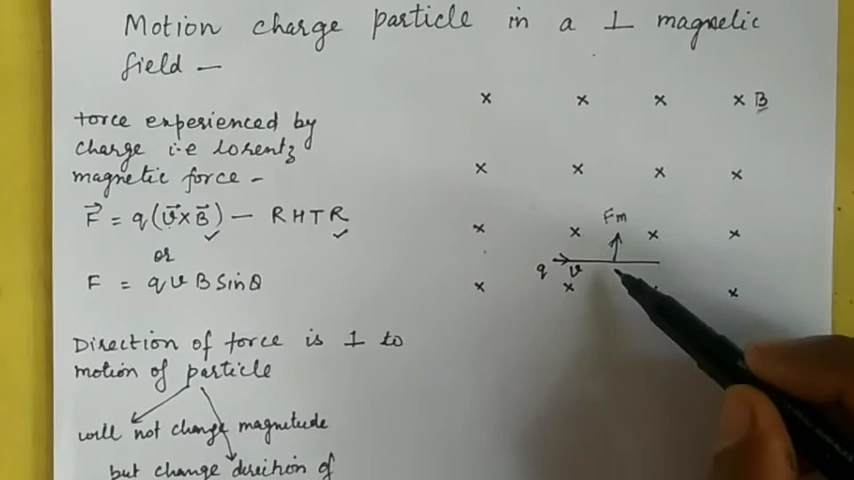 Motion charge particle in a ⊥ magnetic
field —
force experienced by
charge i.e lorentz
magnetic force -
F⃗ = q(v⃗×B⃗) — RHTR
or
F = qvBSinθ
Direction of force is ⊥ to
motion of particle
will not change magnitude
but change direction of
× × × × B
× × × ×
Fm
× × × ×
q v
× × × ×